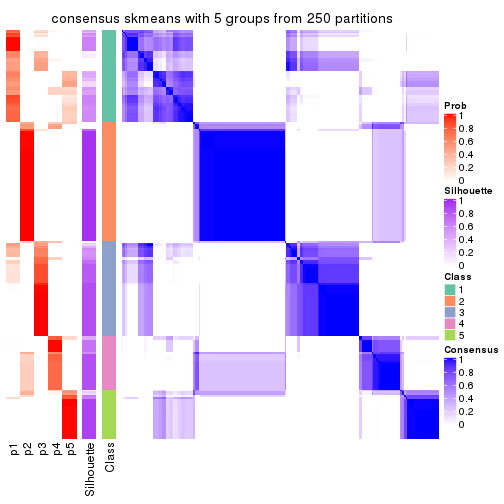 consensus skmeans with 5 groups from 250 partitions
Prob
1
0.8
0.6
0.4
0.2
0
Silhouette
1
0.8
0.6
0.4
0.2
0
Class
1
2
3
4
5
Consensus
1
0.8
0.6
0.4
0.2
0
p1
p2
p3
p4
p5
Silhouette
Class